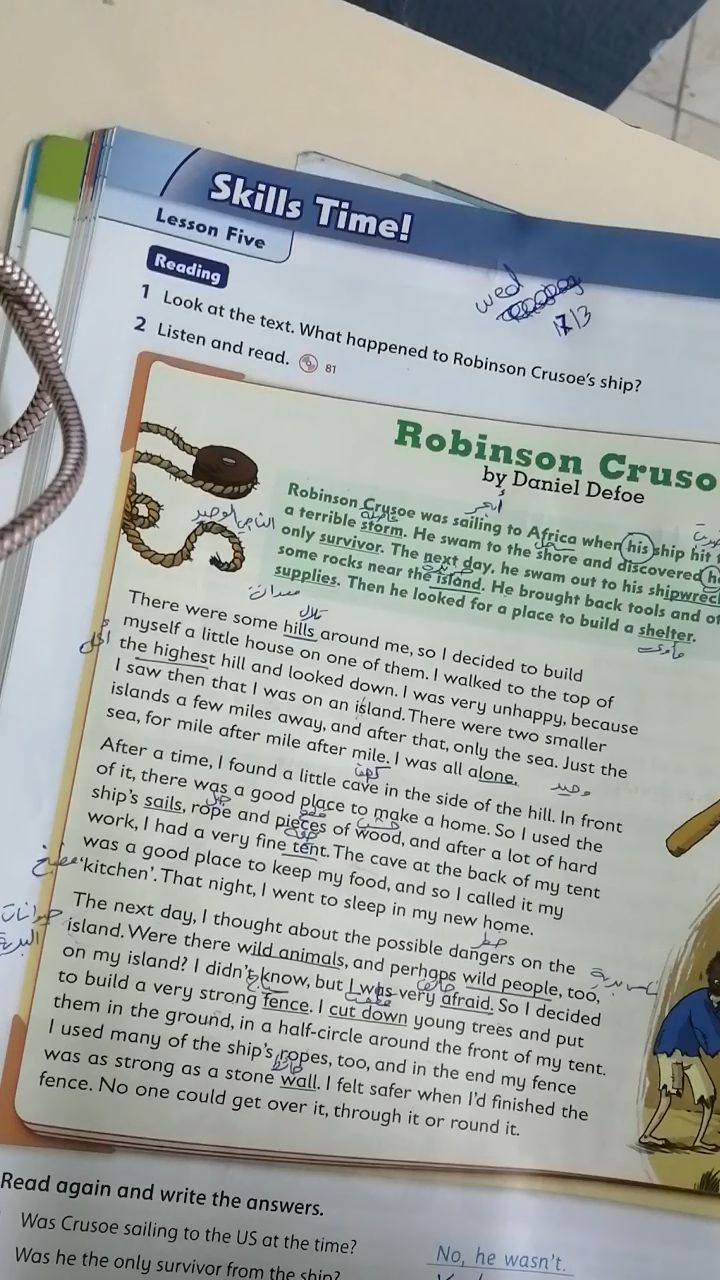 Skills Time!
Lesson Five
Reading
wed
1 Look at the text. What happened to Robinson Crusoe's ship?
2 Listen and read. 81
Robinson Cruso
by Daniel Defoe
Robinson Crusoe was sailing to Africa when his ship hit
a terrible storm. He swam to the shore and discovered
only survivor. The next day, he swam out to his shipwrec
some rocks near the island. He brought back tools and
supplies. Then he looked for a place to build a shelter.
الناجي الوحيد
تلال
مأوى
There were some hills around me, so I decided to build
myself a little house on one of them. I walked to the top of
the highest hill and looked down. I was very unhappy, because
I saw then that I was on an island. There were two smaller
islands a few miles away, and after that, only the sea. Just the
sea, for mile after mile after mile. I was all alone.
وحيد
كهف
After a time, I found a little cave in the side of the hill. In front
of it, there was a good place to make a home. So I used the
ship's sails, rope and pieces of wood, and after a lot of hard
work, I had a very fine tent. The cave at the back of my tent
was a good place to keep my food, and so I called it my
'kitchen'. That night, I went to sleep in my new home.
حبال
خشب
مطبخ
The next day, I thought about the possible dangers on the
island. Were there wild animals, and perhaps wild people, too,
on my island? I didn't know, but I was very afraid. So I decided
to build a very strong fence. I cut down young trees and put
them in the ground, in a half-circle around the front of my tent.
I used many of the ship's ropes, too, and in the end my fence
was as strong as a stone wall. I felt safer when I'd finished the
fence. No one could get over it, through it or round it.
خطر
حيوانات
البرية
خائف
سياج
حائط
Read again and write the answers.
Was Crusoe sailing to the US at the time?
No, he wasn't.
Was he the only survivor from the ship?